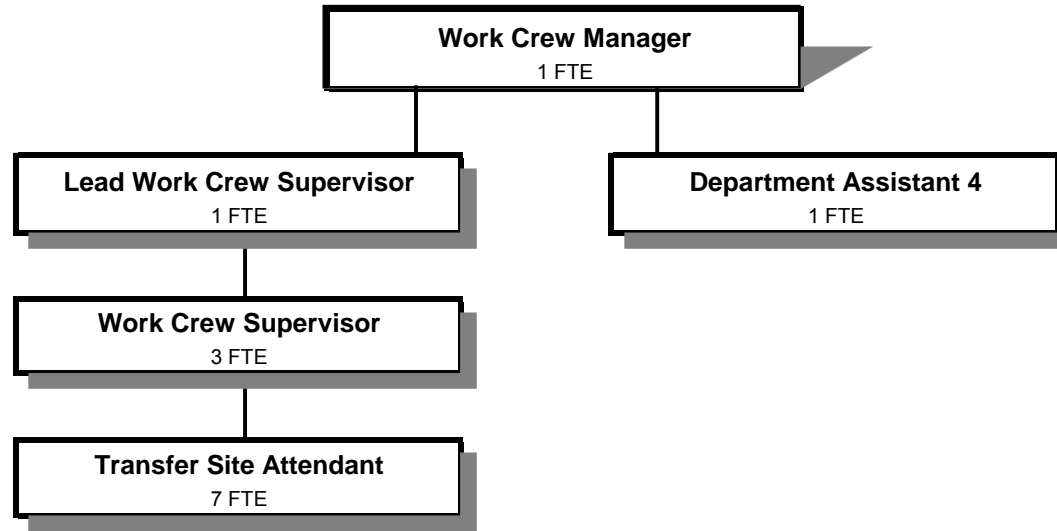 Work Crew Manager
1 FTE
Lead Work Crew Supervisor
1 FTE
Department Assistant 4
1 FTE
Work Crew Supervisor
3 FTE
Transfer Site Attendant
7 FTE